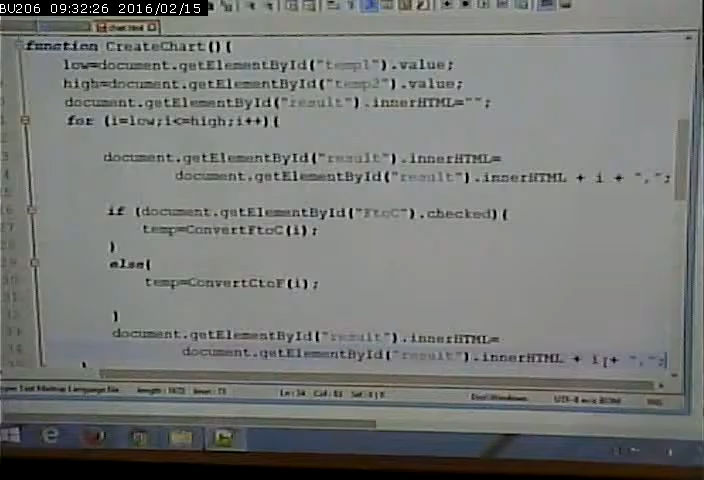 BU206 09:32:26 2016/02/15
function CreateChart(){
low=document.getElementById("temp1").value;
high=document.getElementById("temp2").value;
document.getElementById("result").innerHTML="";
for (i=low;i<=high;i++){
document.getElementById("result").innerHTML=
document.getElementById("result").innerHTML + i + ",";
if (document.getElementById("FtoC").checked){
temp=ConvertFtoC(i);
}
else{
temp=ConvertCtoF(i);
}
document.getElementById("result").innerHTML=
document.getElementById("result").innerHTML + i + ",";
}